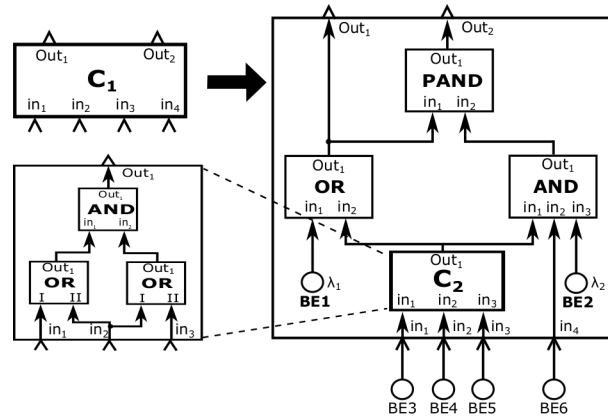 Out₁ Out₂
C₁
in₁ in₂ in₃ in₄
Out₁
Out₁
AND
in₁ in₂
Out₁ Out₁
OR OR
I II I II
in₁ in₂ in₃
Out₁ Out₂
Out₁
PAND
in₁ in₂
Out₁ Out₁
OR AND
in₁ in₂ in₁ in₂ in₃
λ₁ λ₂
BE1 BE2
Out₁
C₂
in₁ in₂ in₃
in₁ in₂ in₃ in₄
BE3 BE4 BE5 BE6